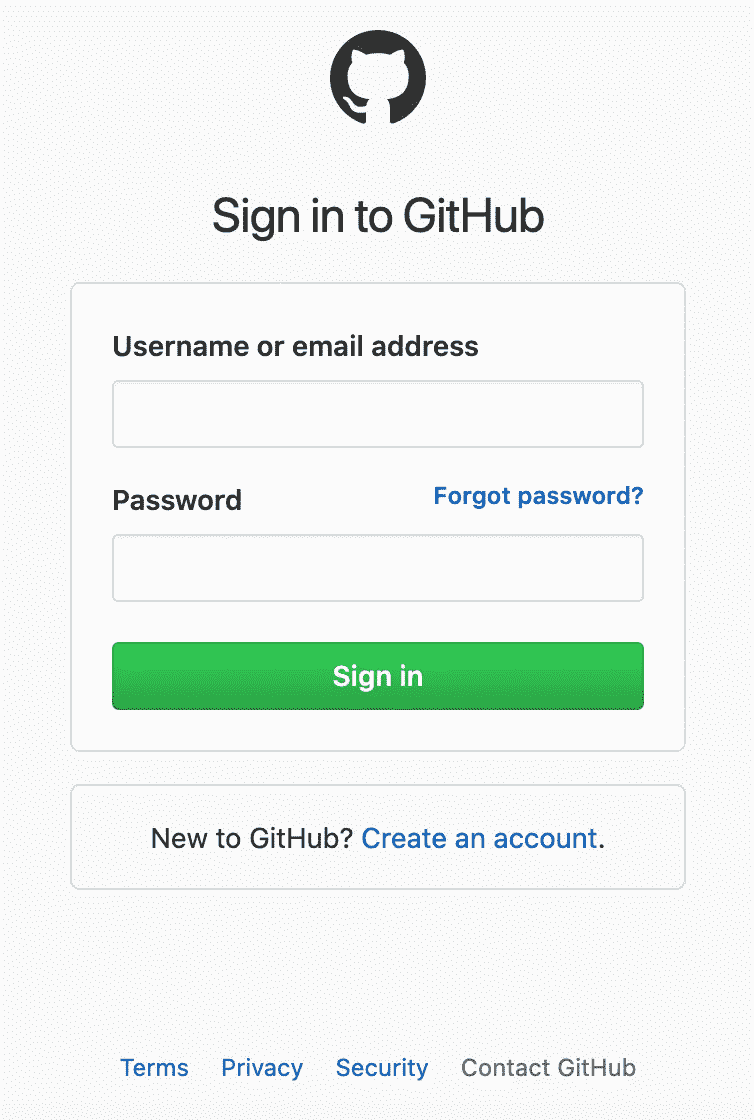 Sign in to GitHub
Username or email address
Password Forgot password?
Sign in
New to GitHub? Create an account.
Terms Privacy Security Contact GitHub